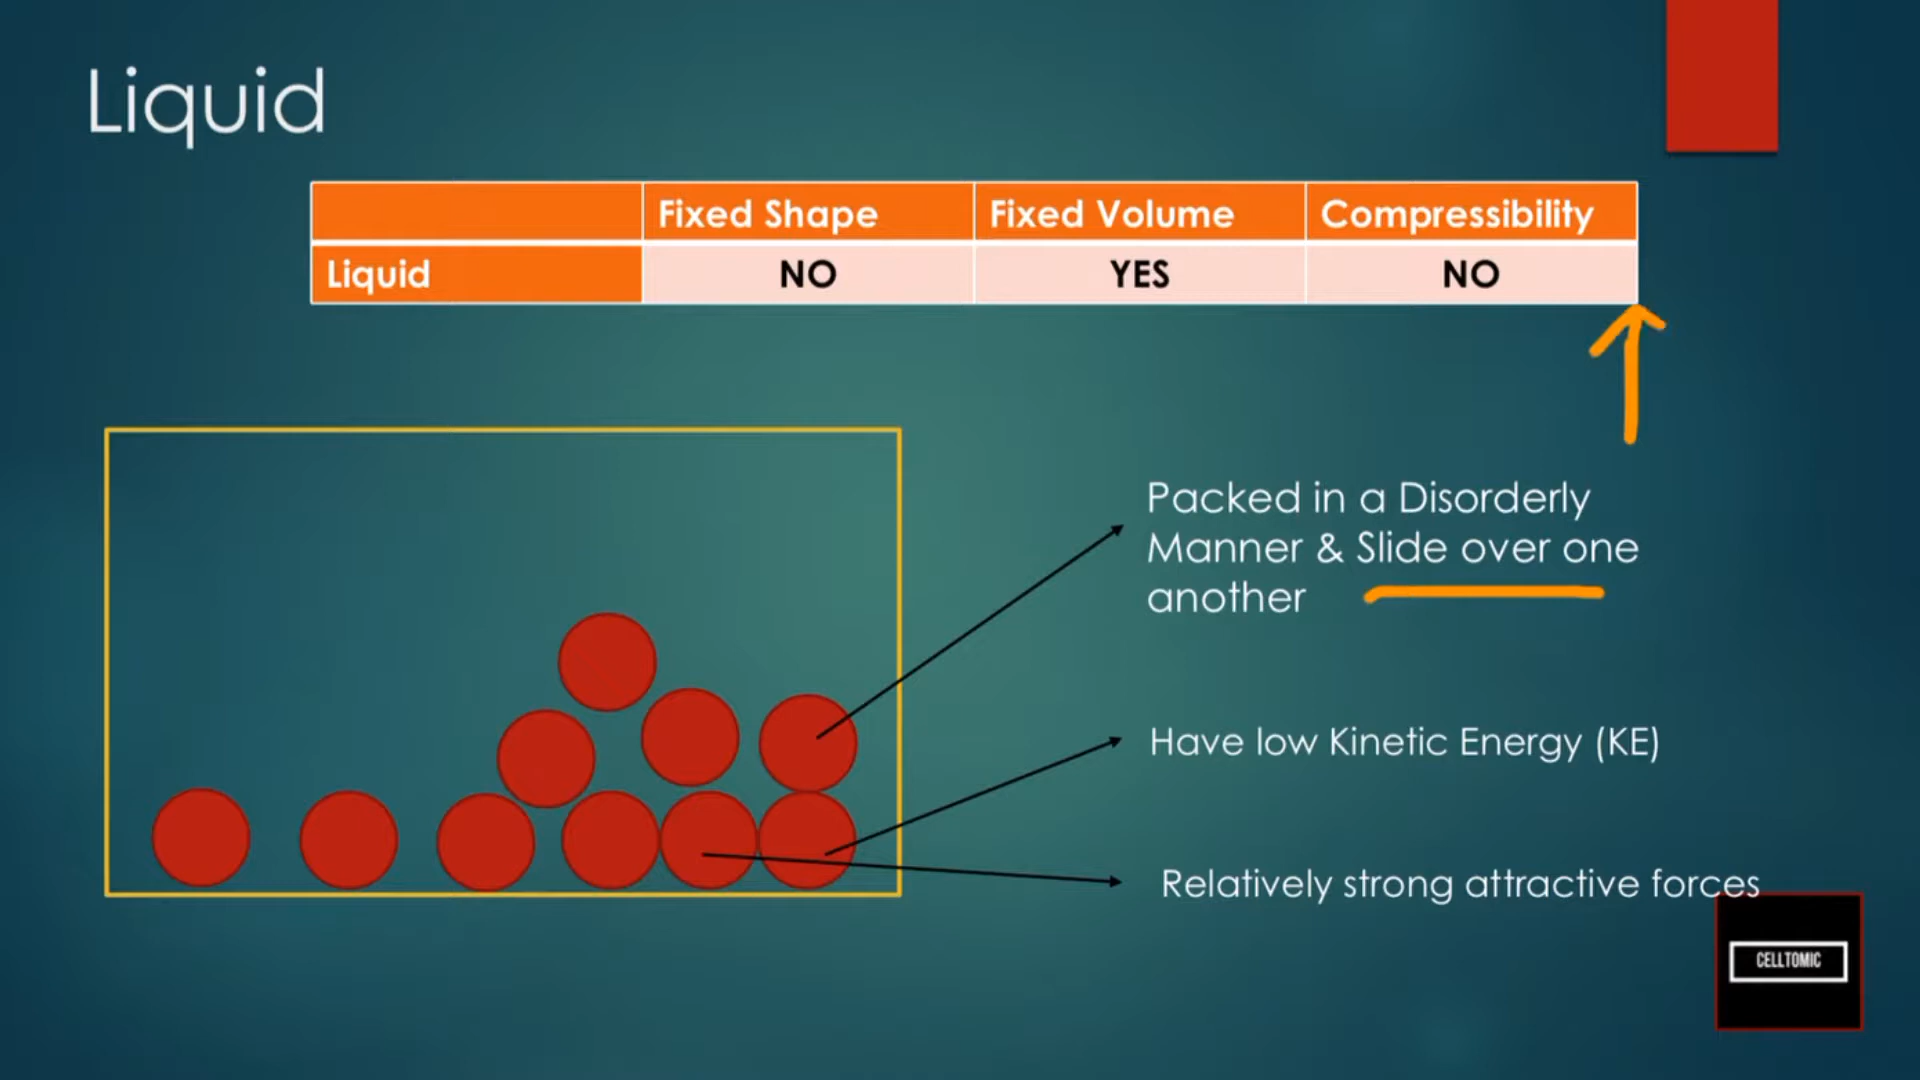 Liquid
Fixed Shape Fixed Volume Compressibility
Liquid NO YES NO
Packed in a Disorderly
Manner & Slide over one
another
Have low Kinetic Energy (KE)
Relatively strong attractive forces
CELLTOMIC